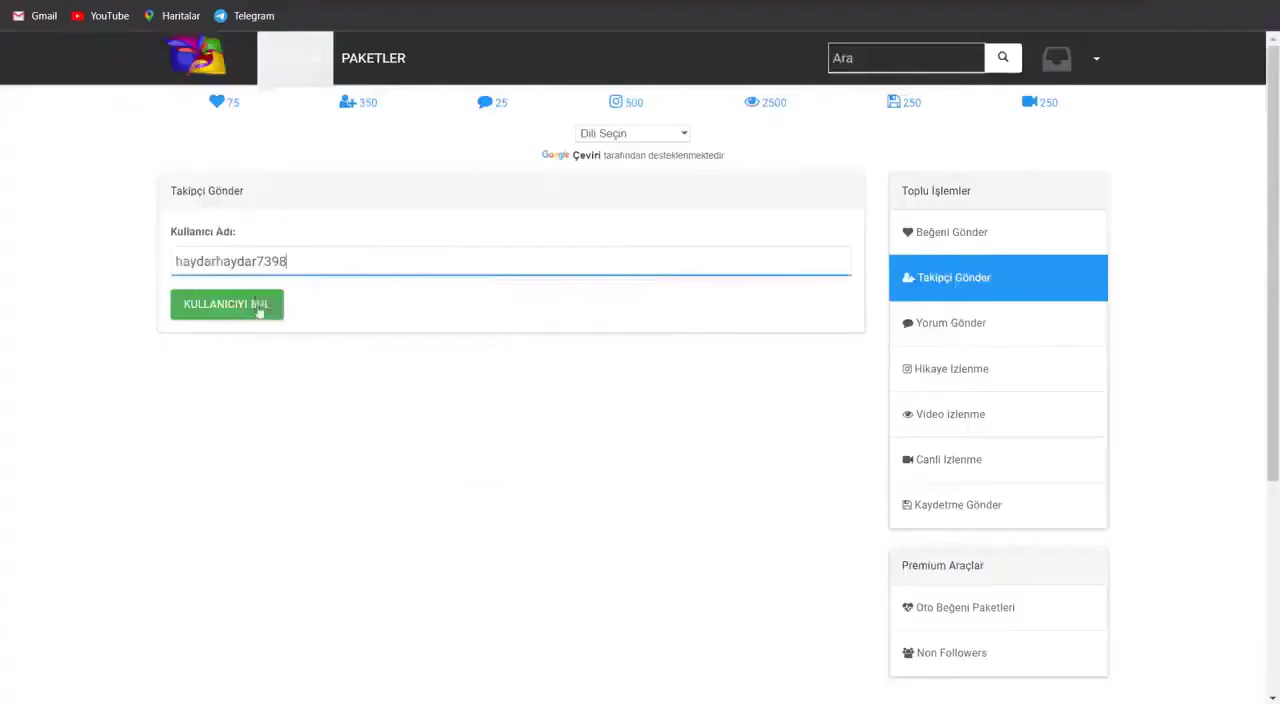 Gmail YouTube Haritalar Telegram
PAKETLER Ara
75 350 25 500 2500 250 250
Dili Seçin
Google Çeviri tarafından desteklenmektedir
Takipçi Gönder
Kullanıcı Adı:
haydarhaydar7398
KULLANICIYI BUL
Toplu İşlemler
Beğeni Gönder
Takipçi Gönder
Yorum Gönder
Hikaye Izlenme
Video izlenme
Canli Izlenme
Kaydetme Gönder
Premium Araçlar
Oto Beğeni Paketleri
Non Followers